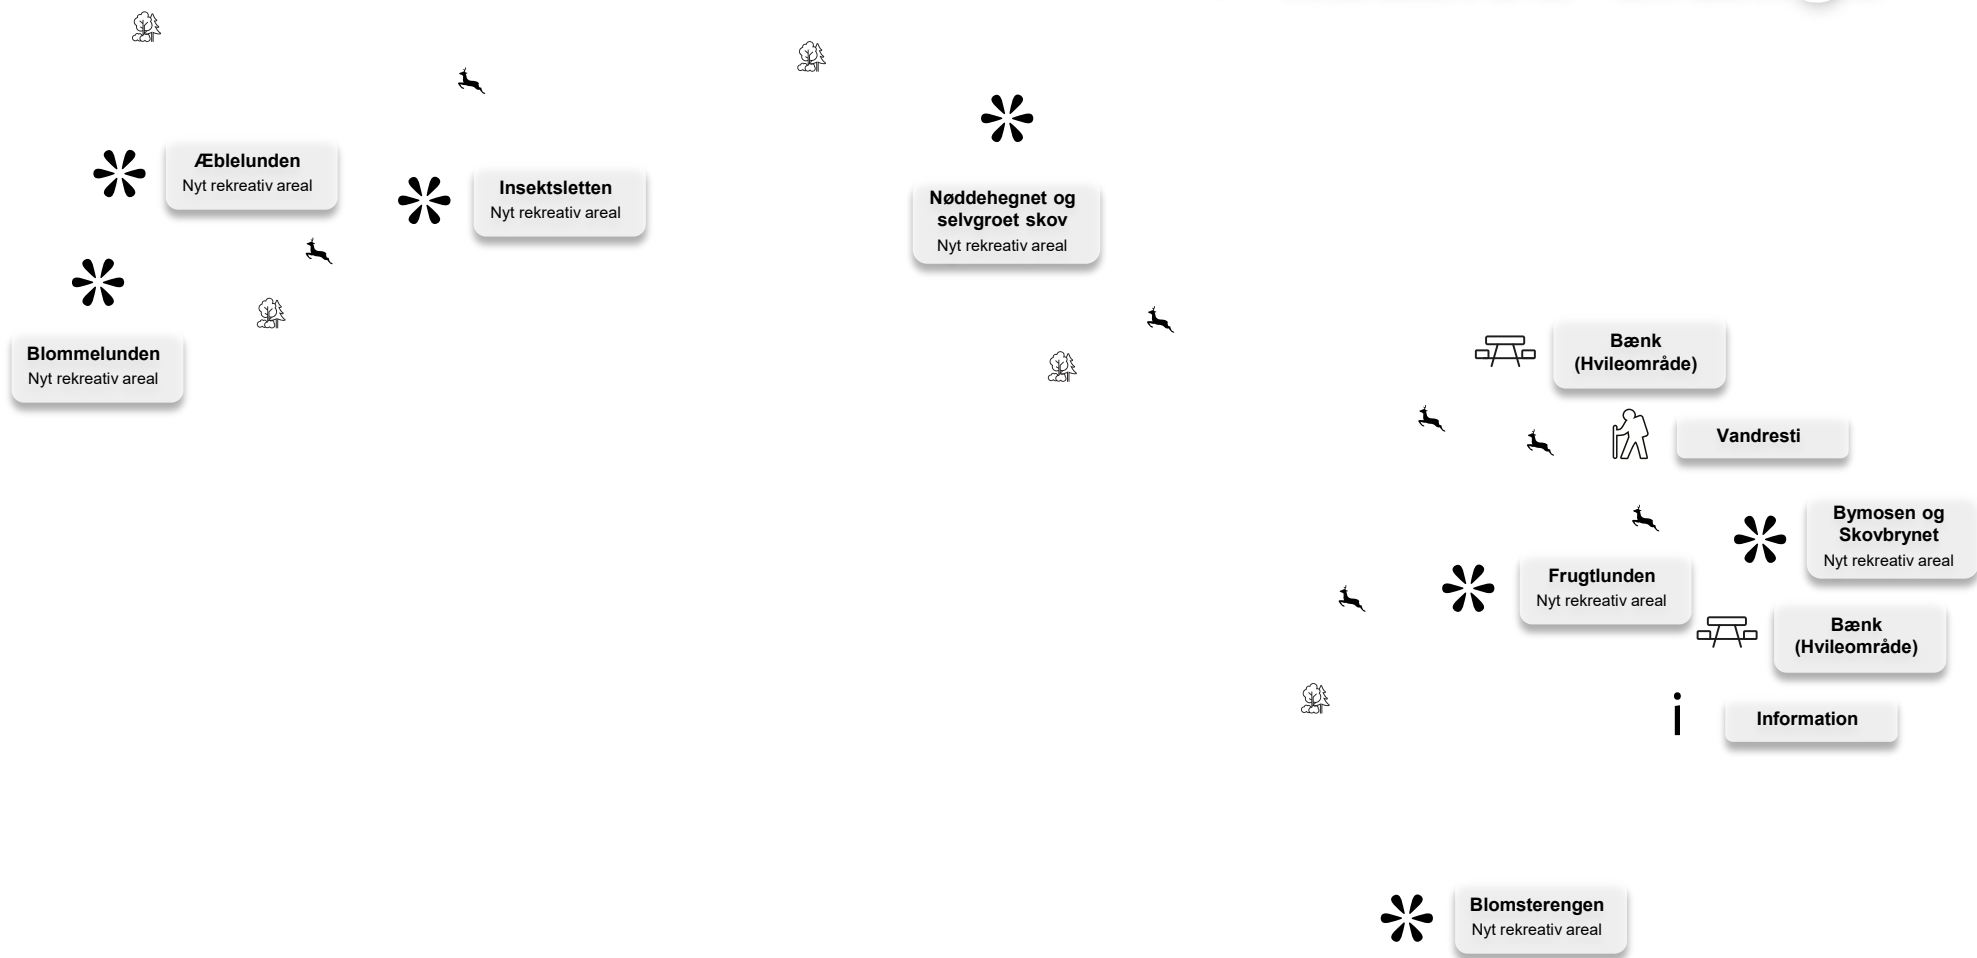 Æblelunden
Nyt rekreativ areal
Insektsletten
Nyt rekreativ areal
Nøddehegnet og
selvgroet skov
Nyt rekreativ areal
Blommelunden
Nyt rekreativ areal
Bænk
(Hvileområde)
Vandresti
Bymosen og
Skovbrynet
Nyt rekreativ areal
Frugtlunden
Nyt rekreativ areal
Bænk
(Hvileområde)
i
Information
Blomsterengen
Nyt rekreativ areal